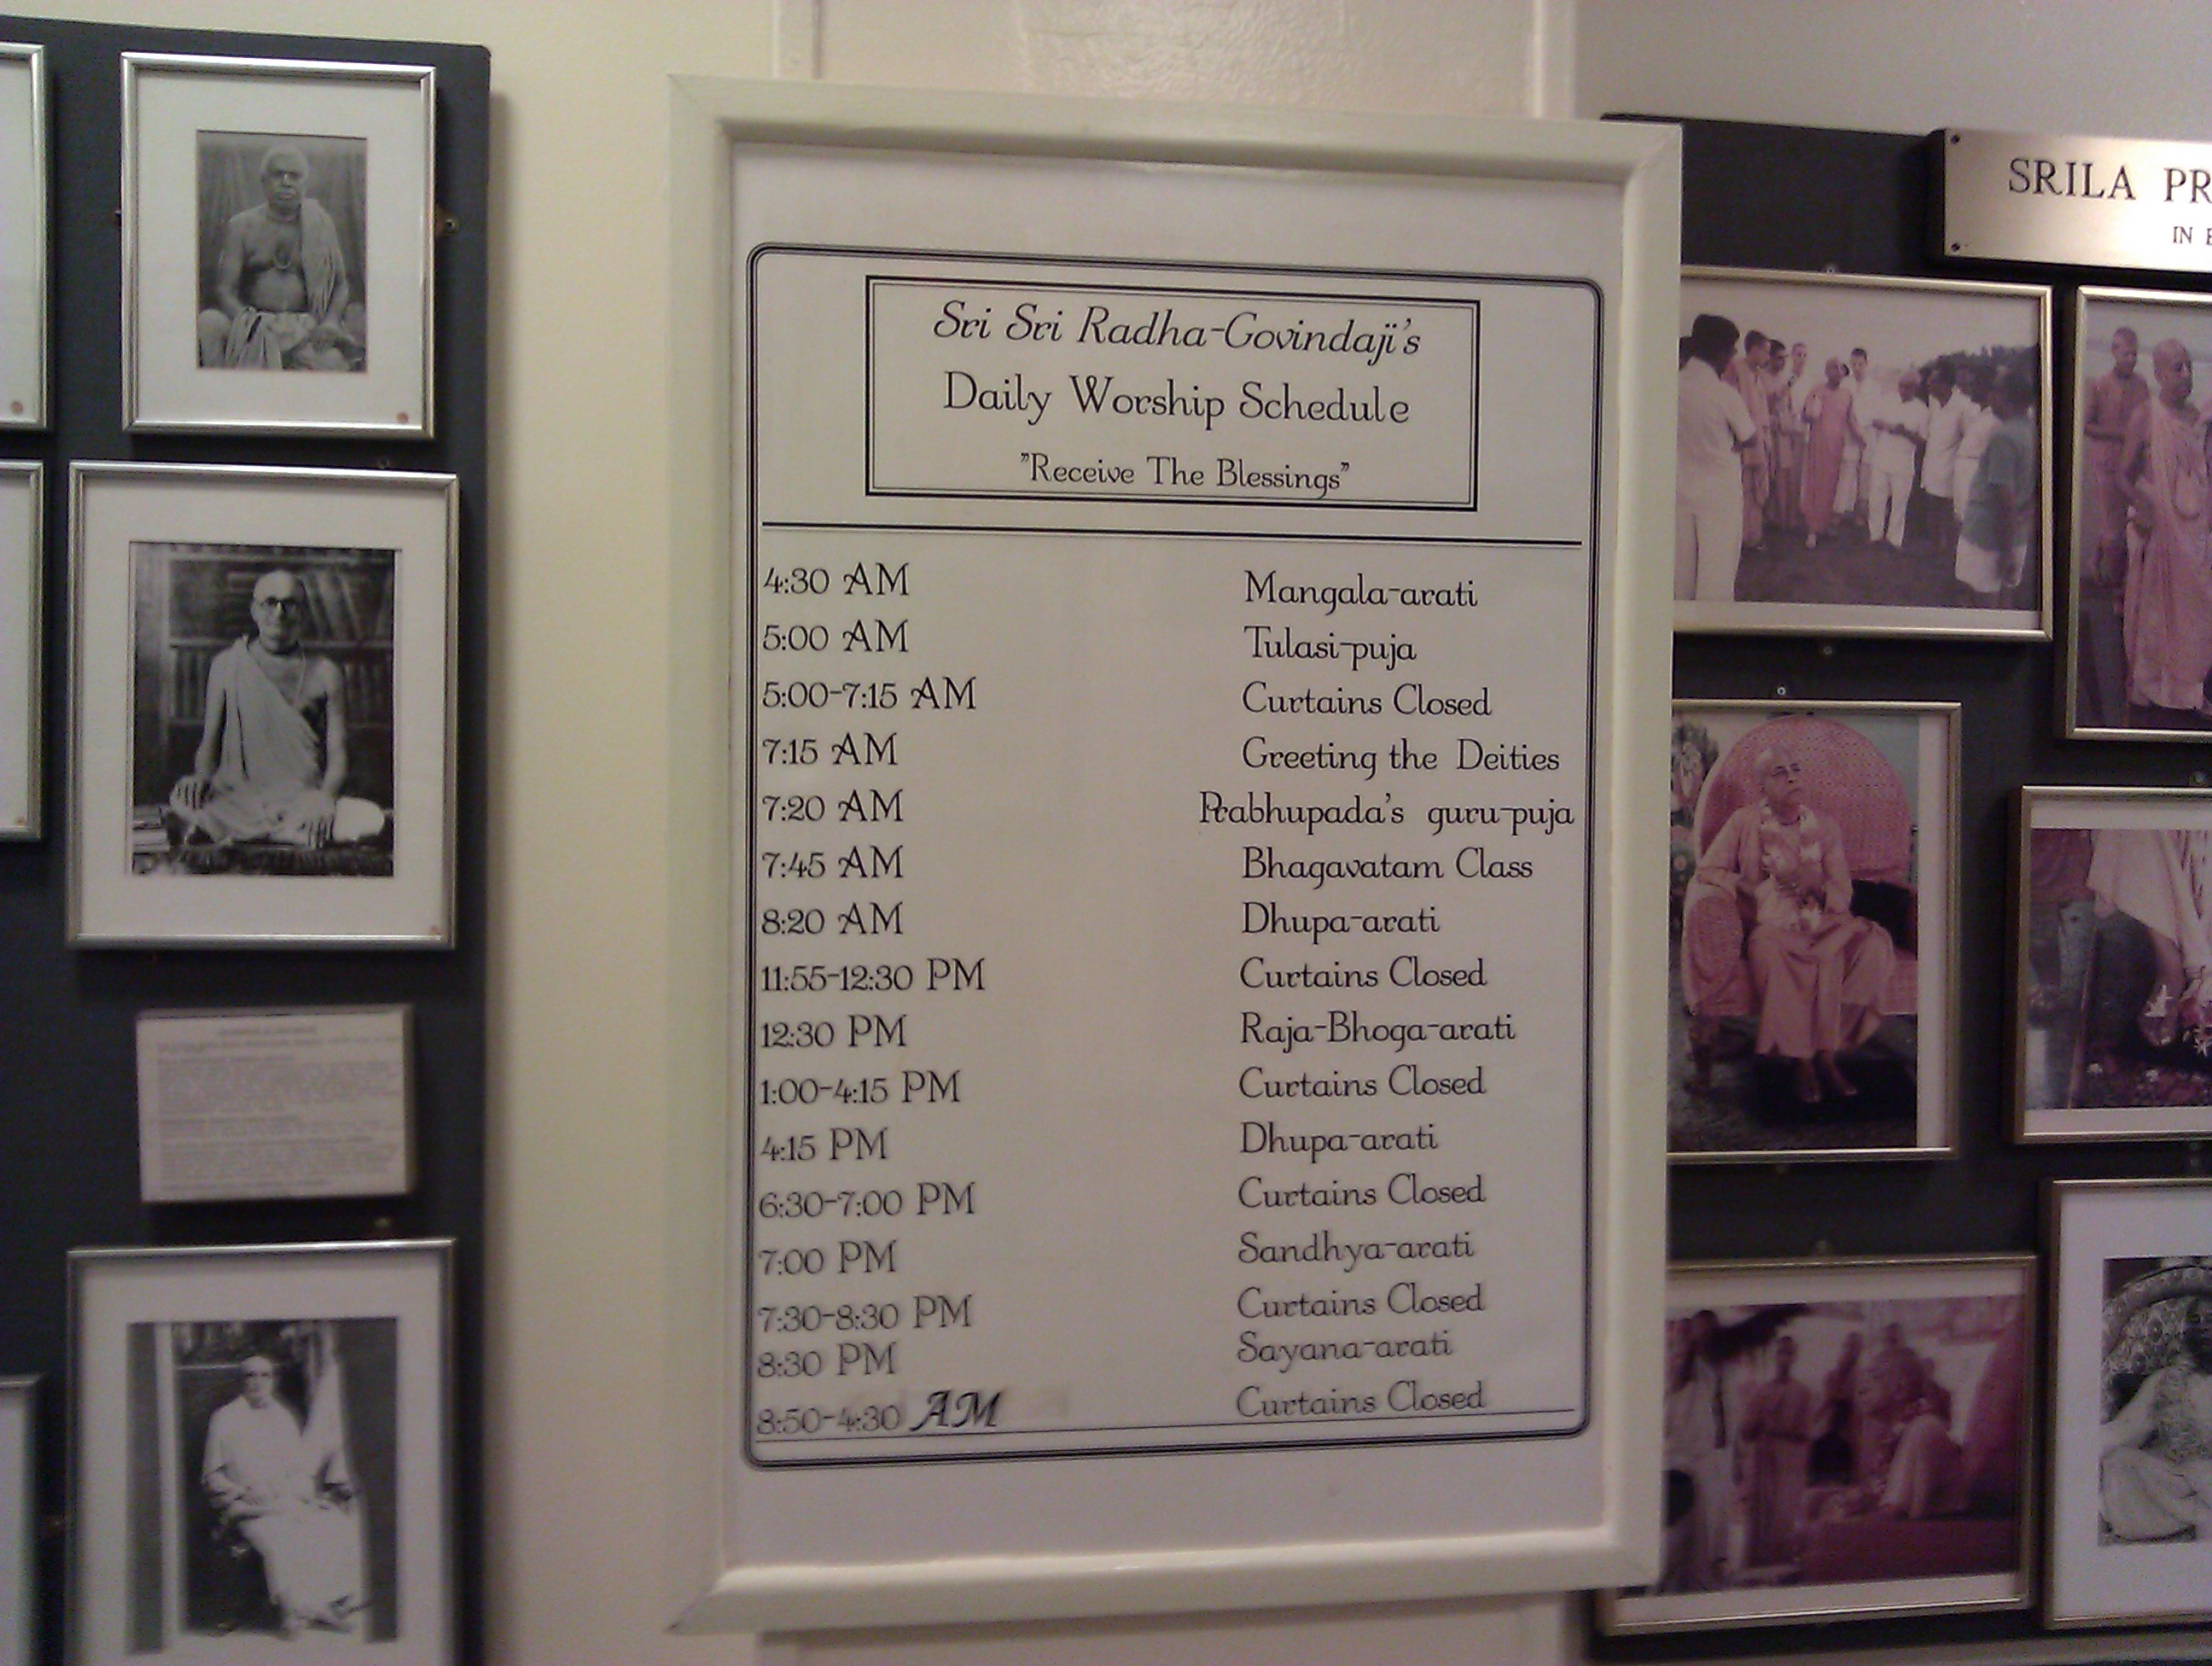 Sri Sri Radha-Govindaji's
Daily Worship Schedule
"Receive The Blessings"
4:30 AM Mangala-arati
5:00 AM Tulasi-puja
5:00-7:15 AM Curtains Closed
7:15 AM Greeting the Deities
7:20 AM Prabhupada's guru-puja
7:45 AM Bhagavatam Class
8:20 AM Dhupa-arati
11:55-12:30 PM Curtains Closed
12:30 PM Raja-Bhoga-arati
1:00-4:15 PM Curtains Closed
4:15 PM Dhupa-arati
6:30-7:00 PM Curtains Closed
7:00 PM Sandhya-arati
7:30-8:30 PM Curtains Closed
8:30 PM Sayana-arati
8:50-4:30 AM Curtains Closed
SRILA PR
IN